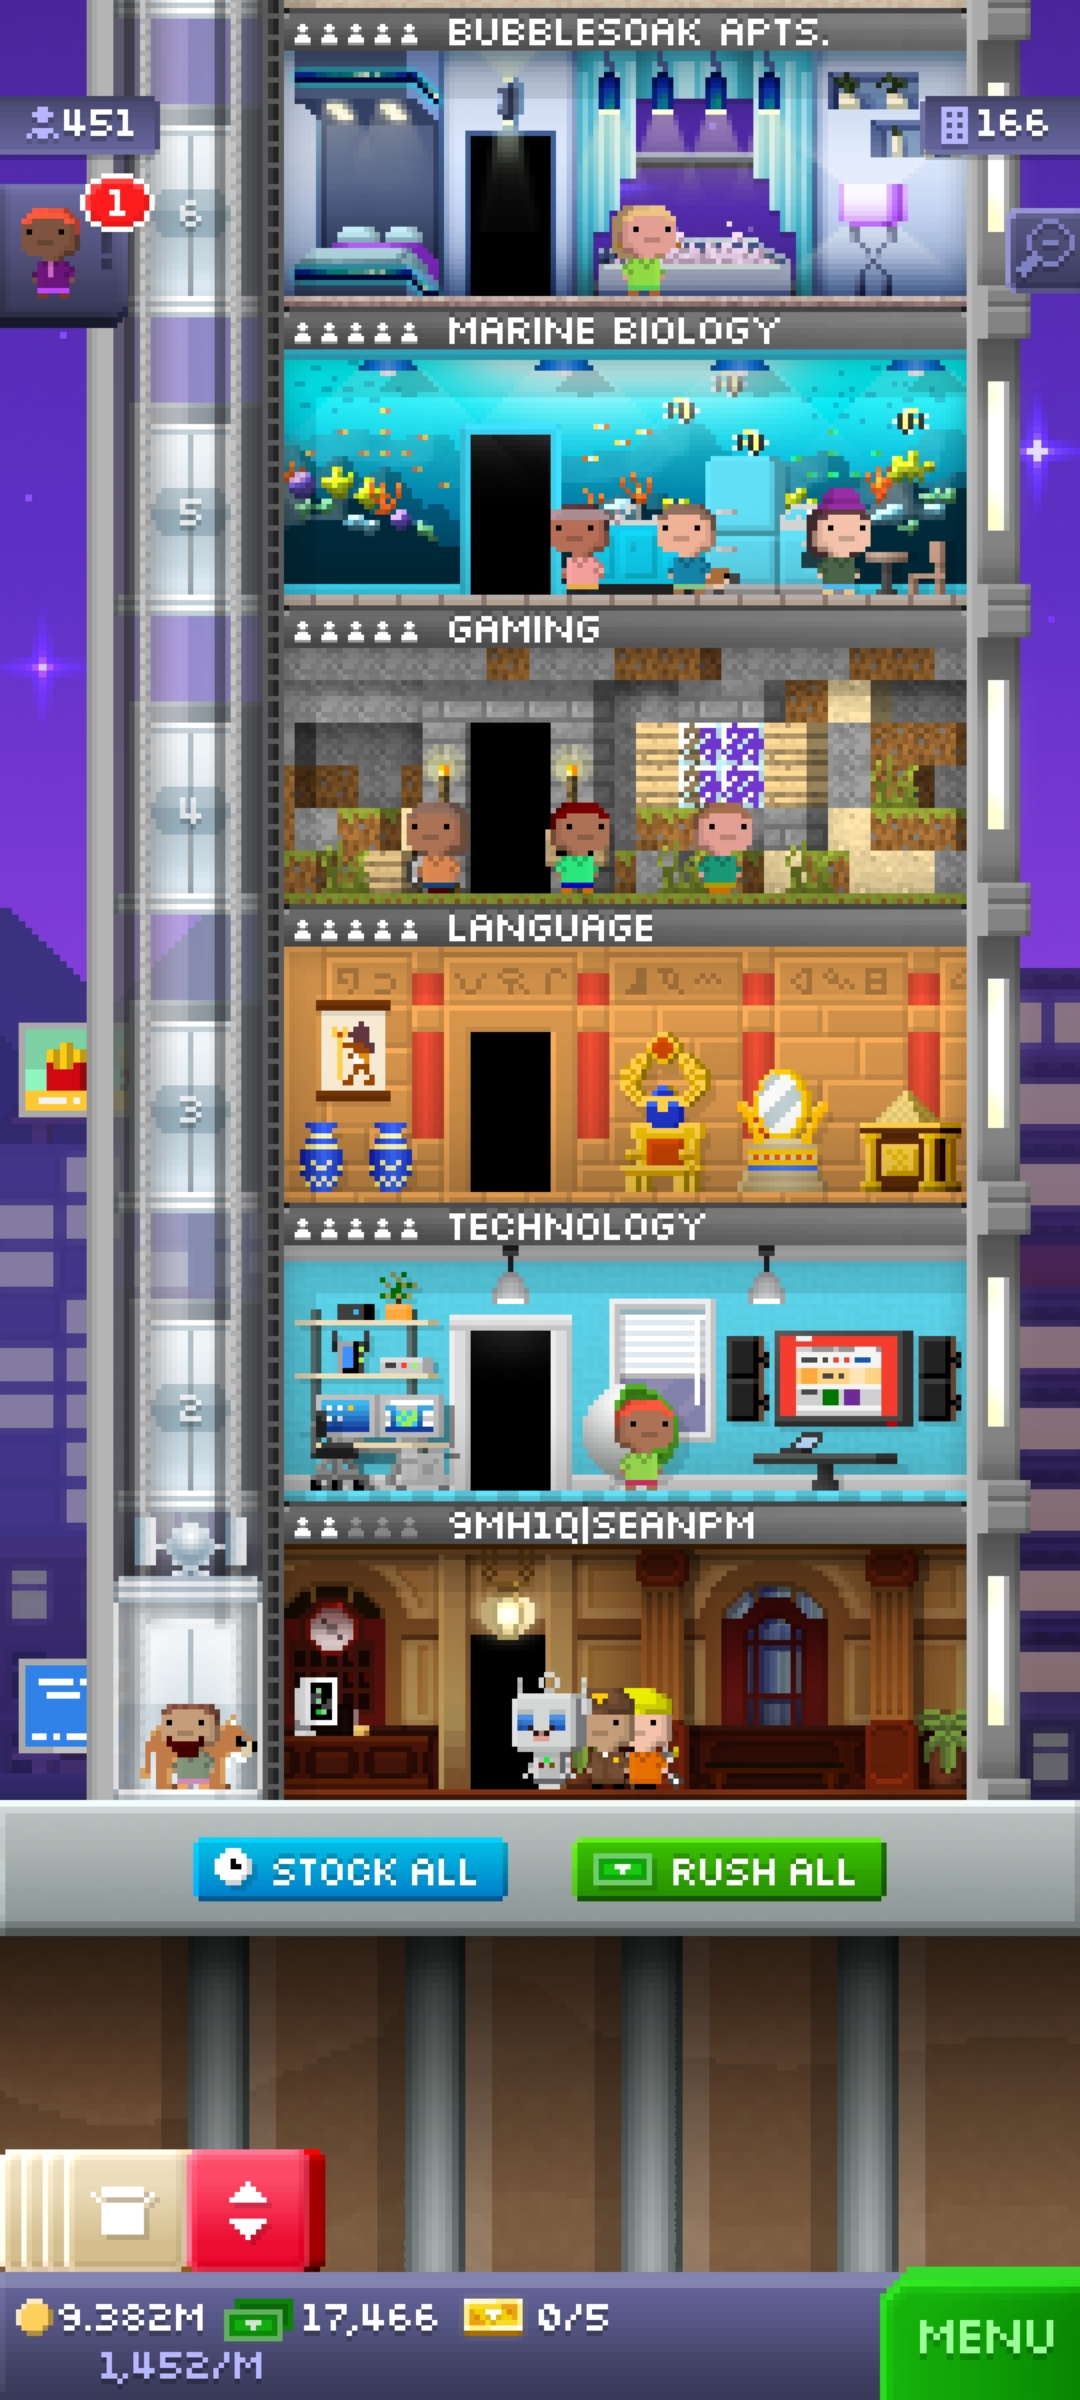 BUBBLESOAK APTS.
451
166
1
6
MARINE BIOLOGY
5
GAMING
4
LANGUAGE
3
TECHNOLOGY
2
9MH1Q|SEANPM
STOCK ALL
RUSH ALL
9.382M 17,466 0/5
1,452/M
MENU